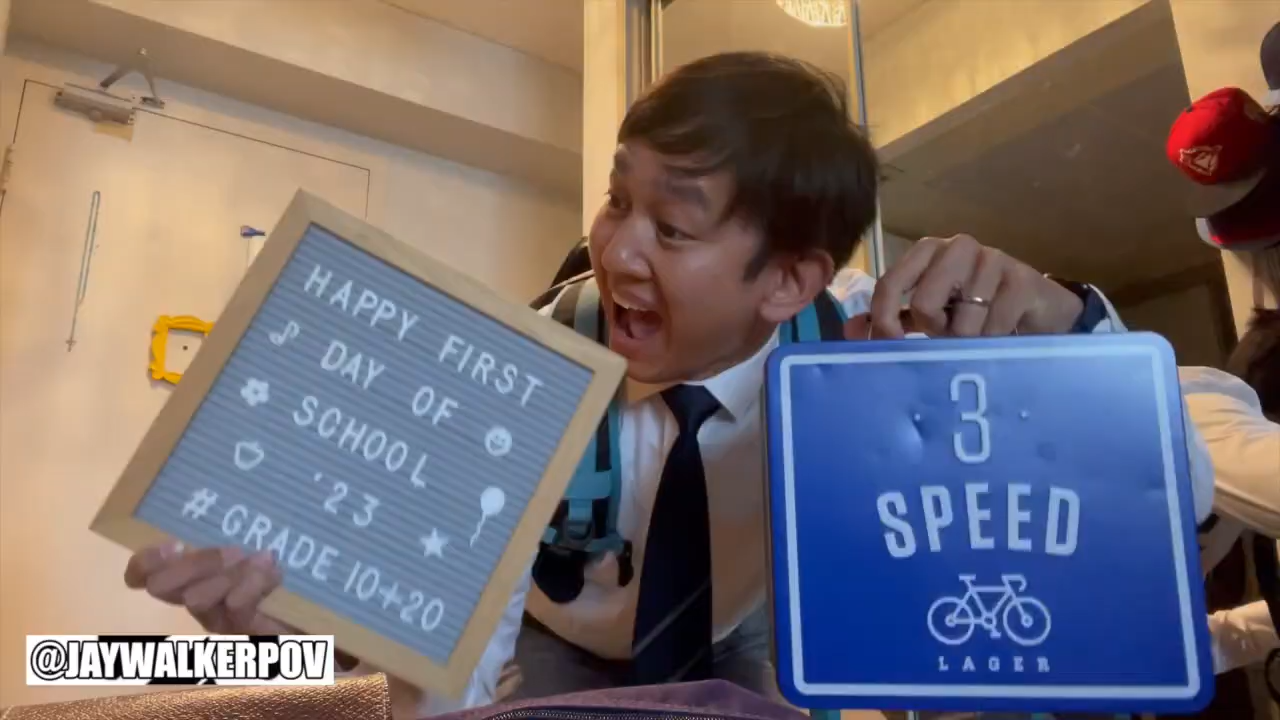 HAPPY FIRST
DAY OF
SCHOOL
'23
#GRADE 10+20
3
SPEED
LAGER
@JAYWALKERPOV